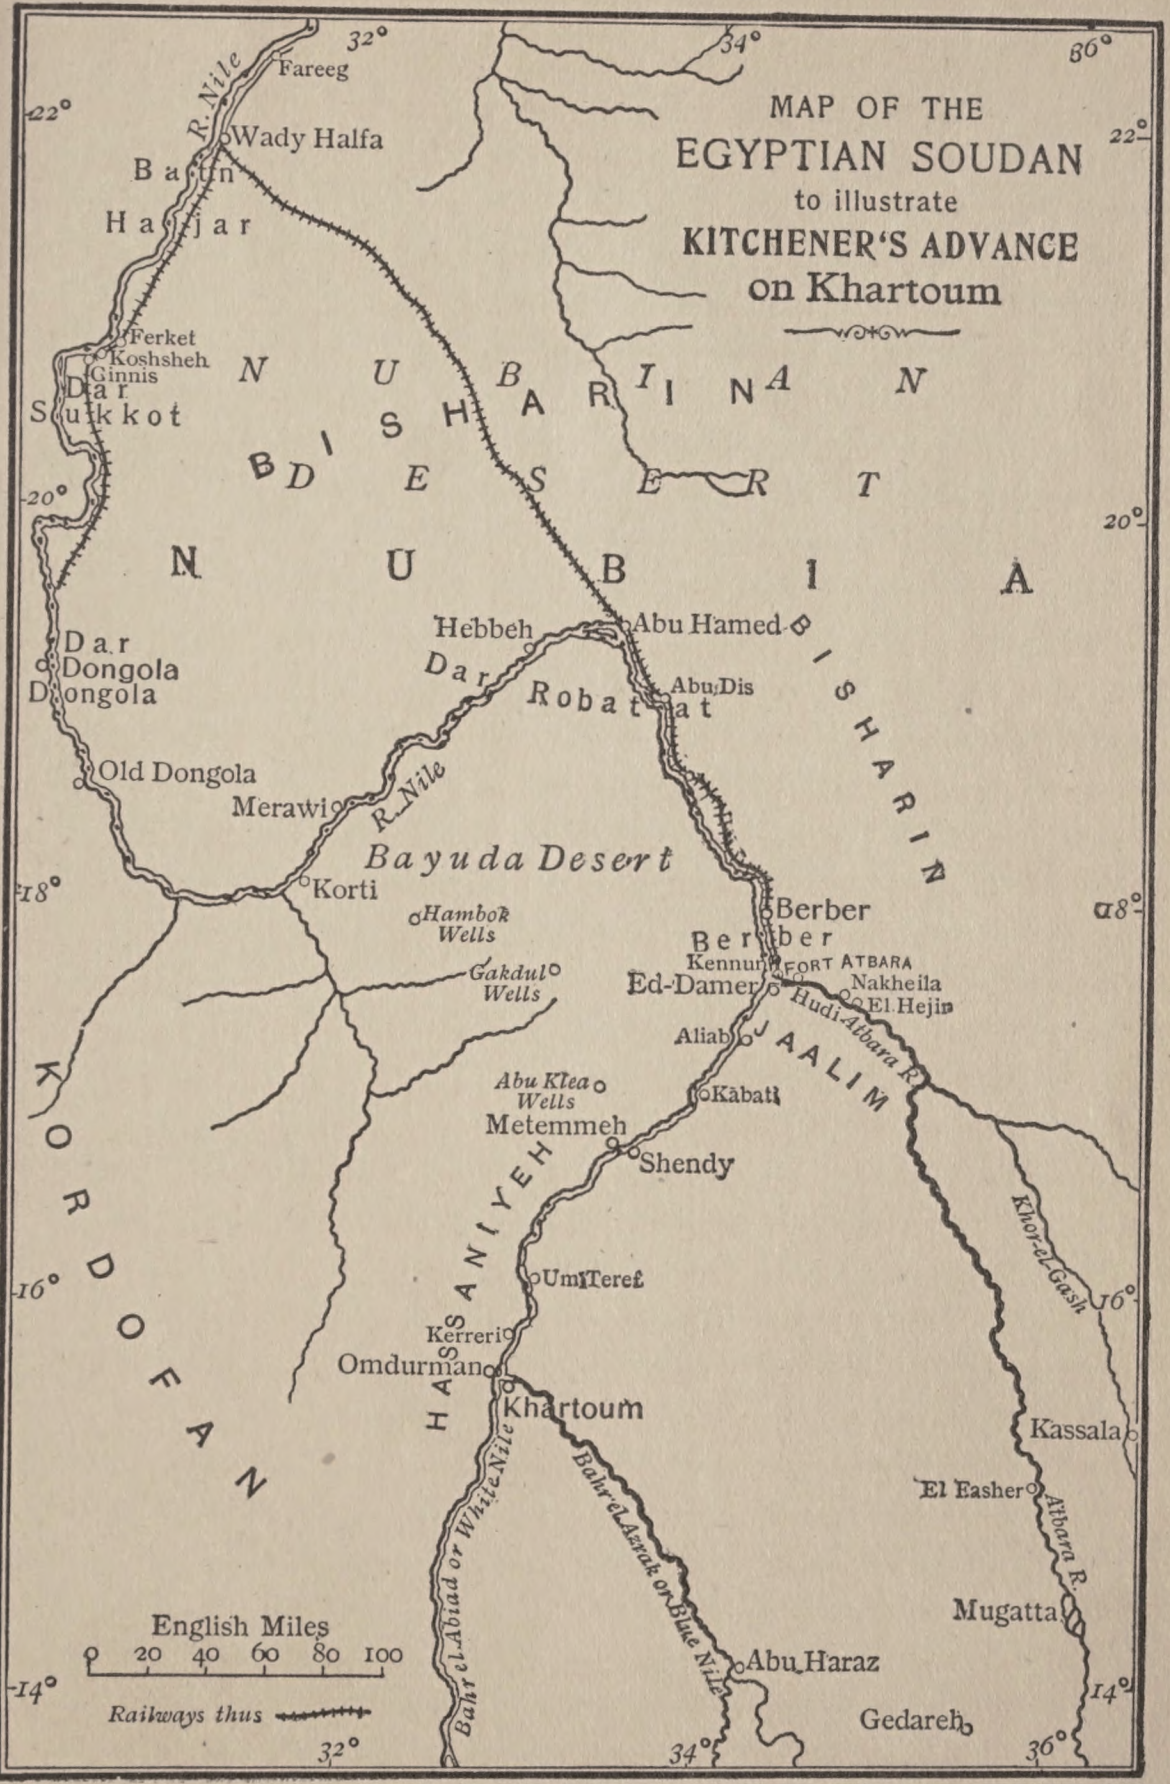 32°
34°
36°
R. Nile
Fareeg
22°
MAP OF THE
EGYPTIAN SOUDAN
to illustrate
KITCHENER'S ADVANCE
on Khartoum
22°
Wady Halfa
Batn
Hajjar
Ferket
Koshsheh
Ginnis
Dar
Sukkot
NUBIAN
BISHARIN
DESERT
20°
20°
NUBIA
Hebbeh
Abu Hamed
BISHARIN
Dar
Dongola
Dongola
Dar Robatat
Abu Dis
Old Dongola
Merawi
R. Nile
Bayuda Desert
18°
Korti
Hambok
Wells
Berber
18°
Berber
Gakdul
Wells
Kennur
FORT ATBARA
Ed-Damer
Nakheila
El Hejir
Hudi
Atbara R.
Aliab
JAALIM
KORDOFAN
Abu Klea
Wells
Kabati
Metemmeh
Shendy
HASSANIYEH
Khor-el-Gash
16°
Um Teref
16°
Kerreri
Omdurman
Khartoum
Kassala
El Easher
Atbara R.
Bahr el Abiad or White Nile
Bahr el Azrak or Blue Nile
Mugatta
English Miles
0 20 40 60 80 100
Abu Haraz
14°
14°
Railways thus
Gedareh
32°
34°
36°